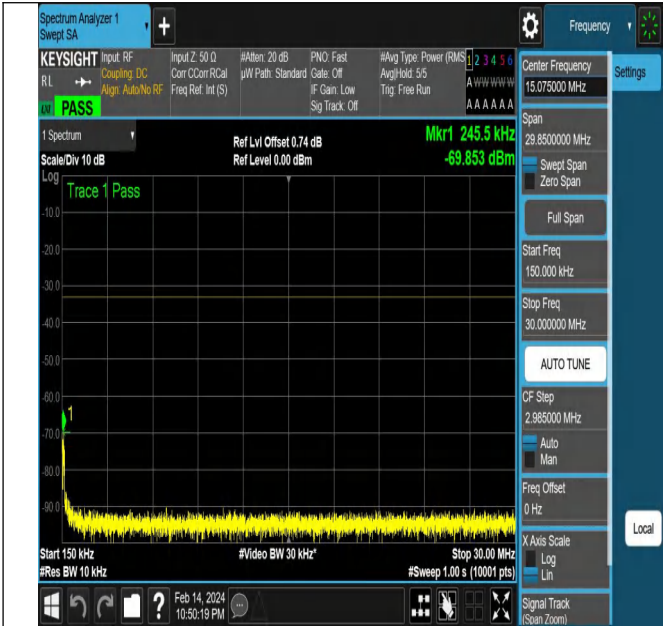 Spectrum Analyzer 1
Swept SA
Frequency
KEYSIGHT
RL
LXI
PASS
Input: RF
Coupling: DC
Align: Auto/No RF
Input Z: 50 Ω
Corr CCorr RCal
Freq Ref: Int (S)
#Atten: 20 dB
µW Path: Standard
PNO: Fast
Gate: Off
IF Gain: Low
Sig Track: Off
#Avg Type: Power (RMS
Avg|Hold: 5/5
Trig: Free Run
1 2 3 4 5 6
A W W W W W
A A A A A A
1 Spectrum
Scale/Div 10 dB
Ref Lvl Offset 0.74 dB
Ref Level 0.00 dBm
Mkr1 245.5 kHz
-69.853 dBm
Log
Trace 1 Pass
-10.0
-20.0
-30.0
-40.0
-50.0
-60.0
-70.0
-80.0
-90.0
1
Start 150 kHz
#Res BW 10 kHz
#Video BW 30 kHz*
Stop 30.00 MHz
#Sweep 1.00 s (10001 pts)
Feb 14, 2024
10:50:19 PM
Center Frequency
15.075000 MHz
Span
29.8500000 MHz
Swept Span
Zero Span
Full Span
Start Freq
150.000 kHz
Stop Freq
30.000000 MHz
AUTO TUNE
CF Step
2.985000 MHz
Auto
Man
Freq Offset
0 Hz
X Axis Scale
Log
Lin
Signal Track
(Span Zoom)
Settings
Local